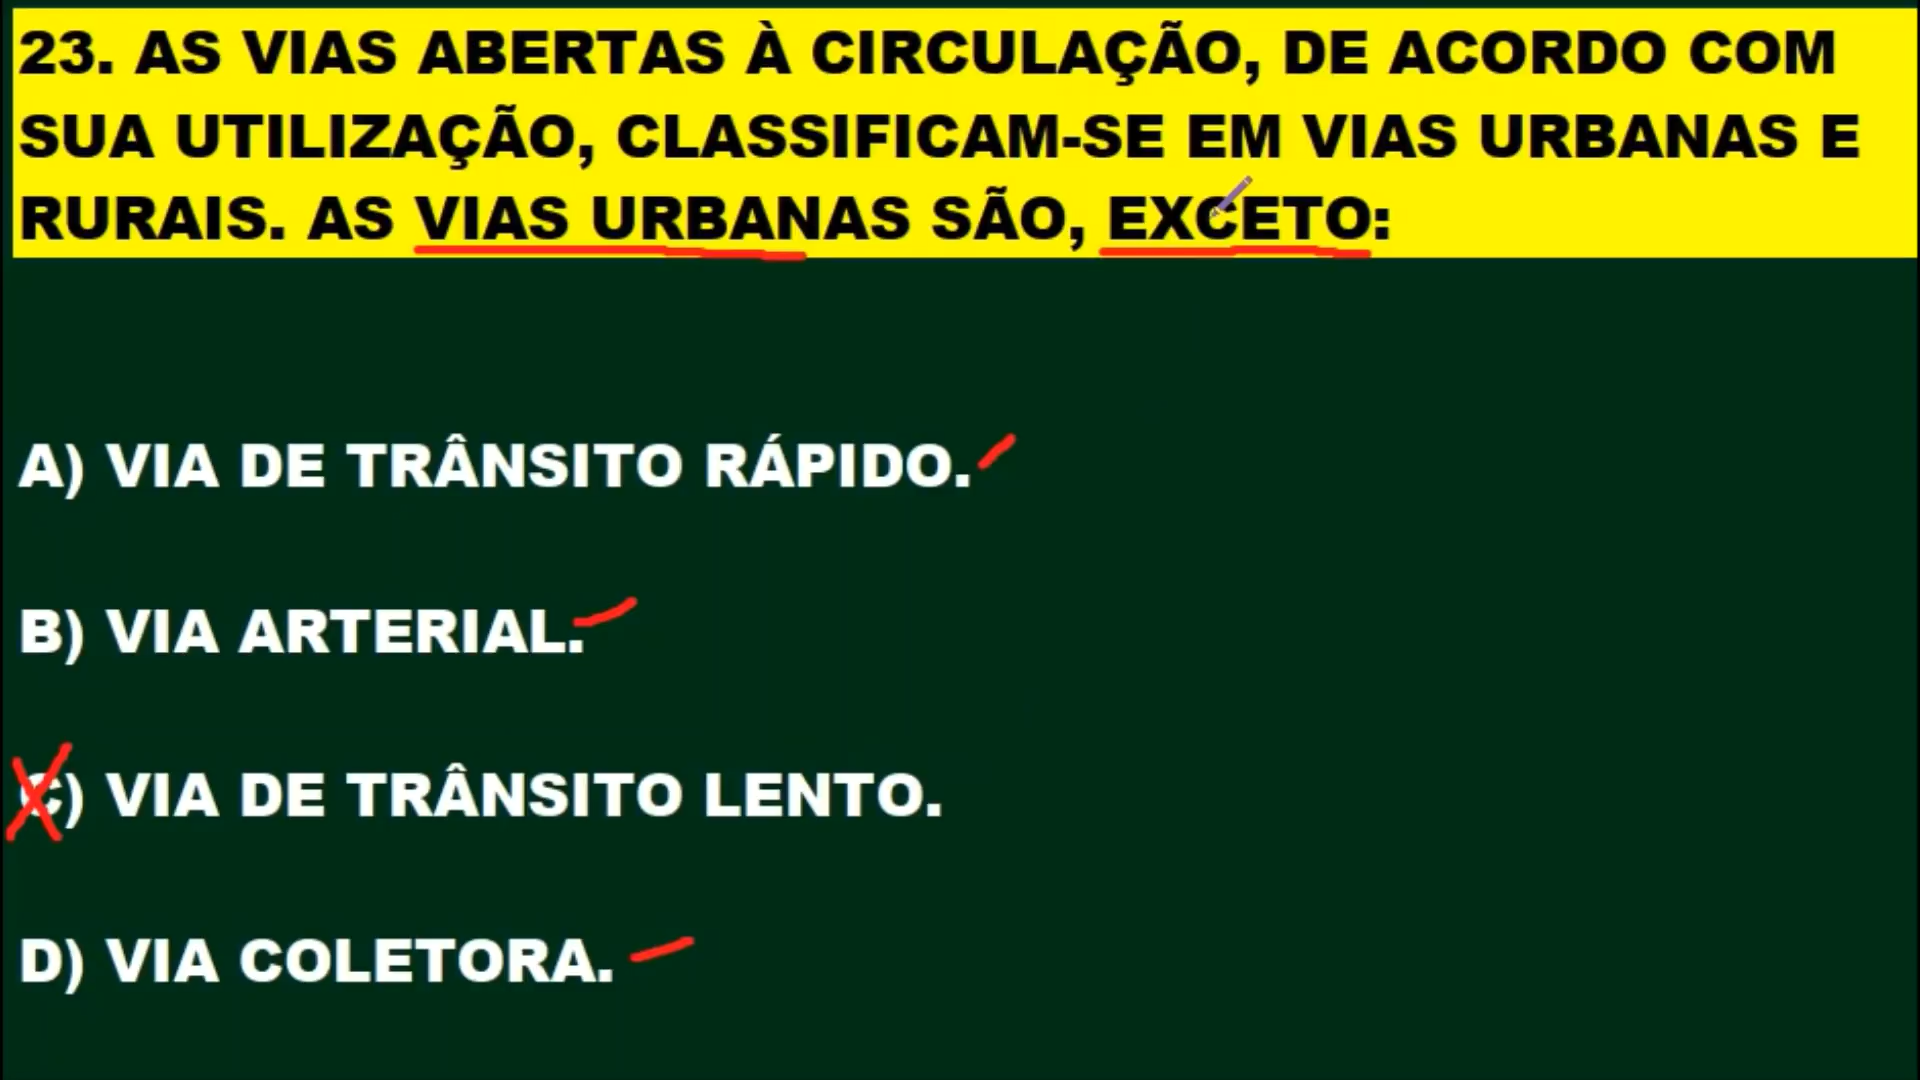 23. AS VIAS ABERTAS À CIRCULAÇÃO, DE ACORDO COM
SUA UTILIZAÇÃO, CLASSIFICAM-SE EM VIAS URBANAS E
RURAIS. AS VIAS URBANAS SÃO, EXCETO:
A) VIA DE TRÂNSITO RÁPIDO.
B) VIA ARTERIAL.
C) VIA DE TRÂNSITO LENTO.
D) VIA COLETORA.